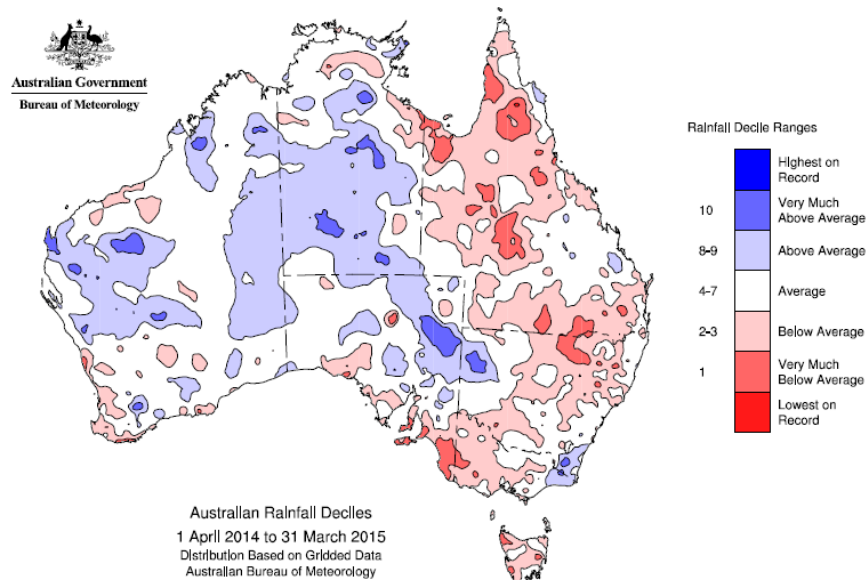 Australian Government
Bureau of Meteorology
Rainfall Decile Ranges
Highest on
Record
10
Very Much
Above Average
8-9
Above Average
4-7
Average
2-3
Below Average
1
Very Much
Below Average
Lowest on
Record
Australian Rainfall Deciles
1 April 2014 to 31 March 2015
Distribution Based on Gridded Data
Australian Bureau of Meteorology